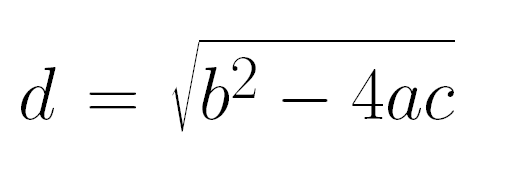 d = √b² − 4ac